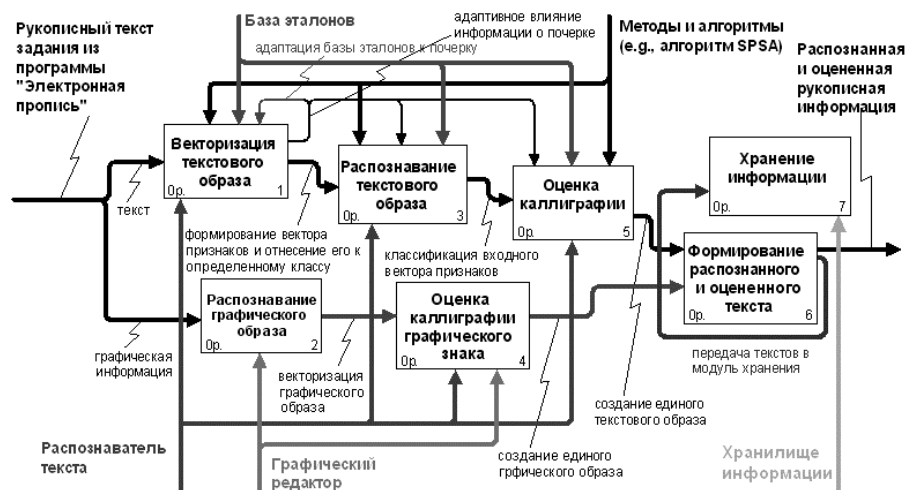 Рукописный текст
задания из
программы
"Электронная
пропись"
База эталонов
адаптация базы эталонов к почерку
адаптивное влияние
информации о почерке
Методы и алгоритмы
(e.g., алгоритм SPSA)
Распознанная
и оцененная
рукописная
информация
Векторизация
текстового
образа
0р. 1
текст
Распознавание
текстового
образа
0р. 3
Оценка
каллиграфии
0р. 5
Хранение
информации
0р. 7
формирование вектора
признаков и отнесение его к
определенному классу
классификация входного
вектора признаков
Формирование
распознанного
и оцененного
текста
0р. 6
Распознавание
графического
образа
0р. 2
Оценка
каллиграфии
графического
знака
0р. 4
графическая
информация
векторизация
графического
образа
передача текстов в
модуль хранения
создание единого
текстового образа
создание единого
грфического образа
Распознаватель
текста
Графический
редактор
Хранилище
информации